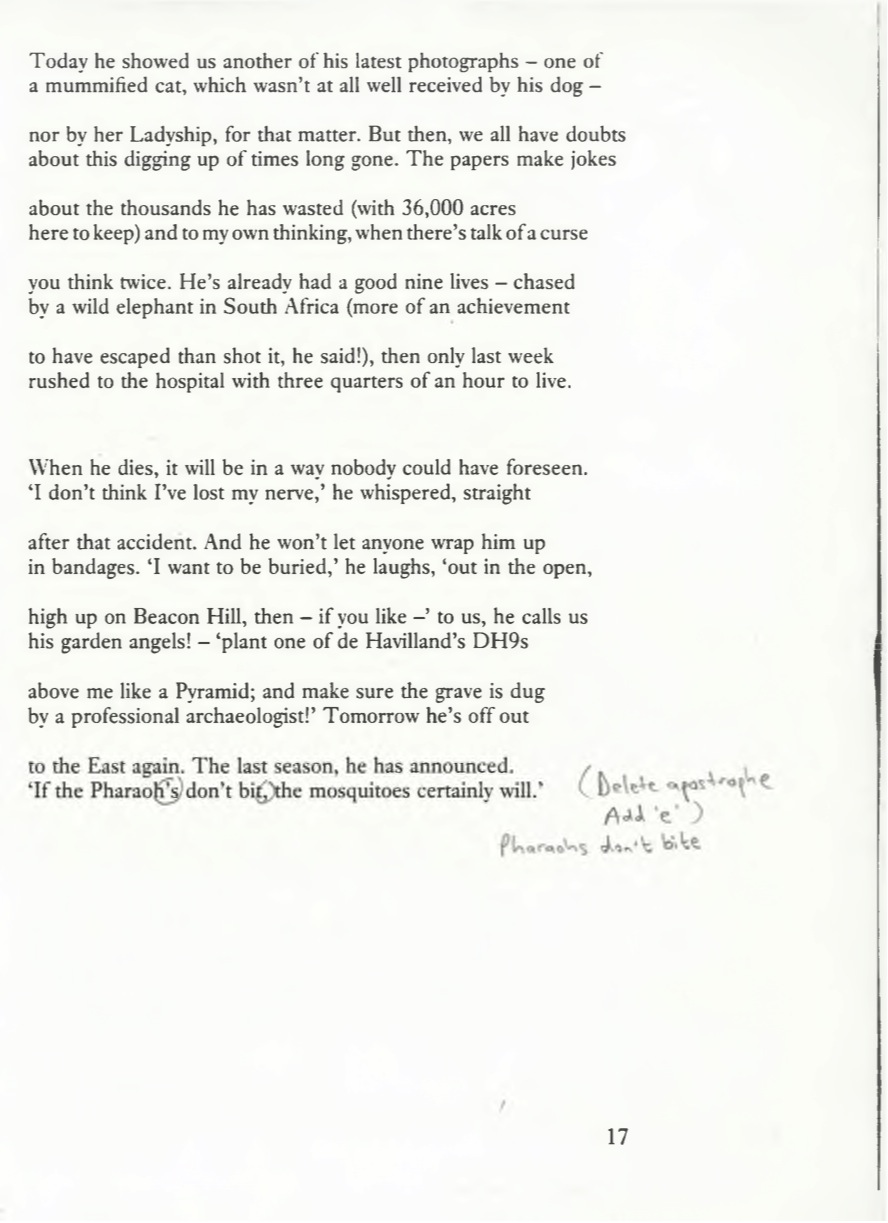 Today he showed us another of his latest photographs – one of
a mummified cat, which wasn't at all well received by his dog –
nor by her Ladyship, for that matter. But then, we all have doubts
about this digging up of times long gone. The papers make jokes
about the thousands he has wasted (with 36,000 acres
here to keep) and to my own thinking, when there's talk of a curse
you think twice. He's already had a good nine lives – chased
by a wild elephant in South Africa (more of an achievement
to have escaped than shot it, he said!), then only last week
rushed to the hospital with three quarters of an hour to live.
When he dies, it will be in a way nobody could have foreseen.
‘I don't think I've lost my nerve,’ he whispered, straight
after that accident. And he won't let anyone wrap him up
in bandages. ‘I want to be buried,’ he laughs, ‘out in the open,
high up on Beacon Hill, then – if you like –’ to us, he calls us
his garden angels! – ‘plant one of de Havilland's DH9s
above me like a Pyramid; and make sure the grave is dug
by a professional archaeologist!’ Tomorrow he's off out
to the East again. The last season, he has announced.
‘If the Pharaoh's don't bit, the mosquitoes certainly will.’
(Delete apostrophe
Add 'e' )
Pharaohs don't bite
17